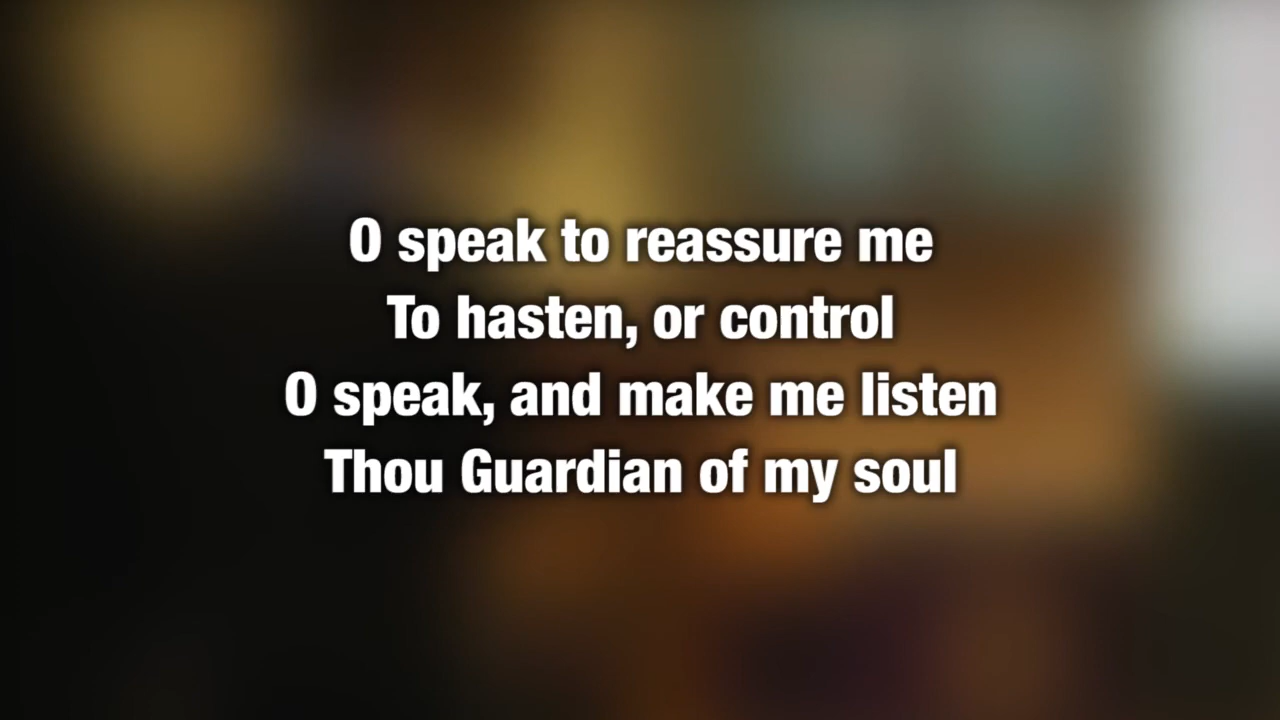 O speak to reassure me
To hasten, or control
O speak, and make me listen
Thou Guardian of my soul